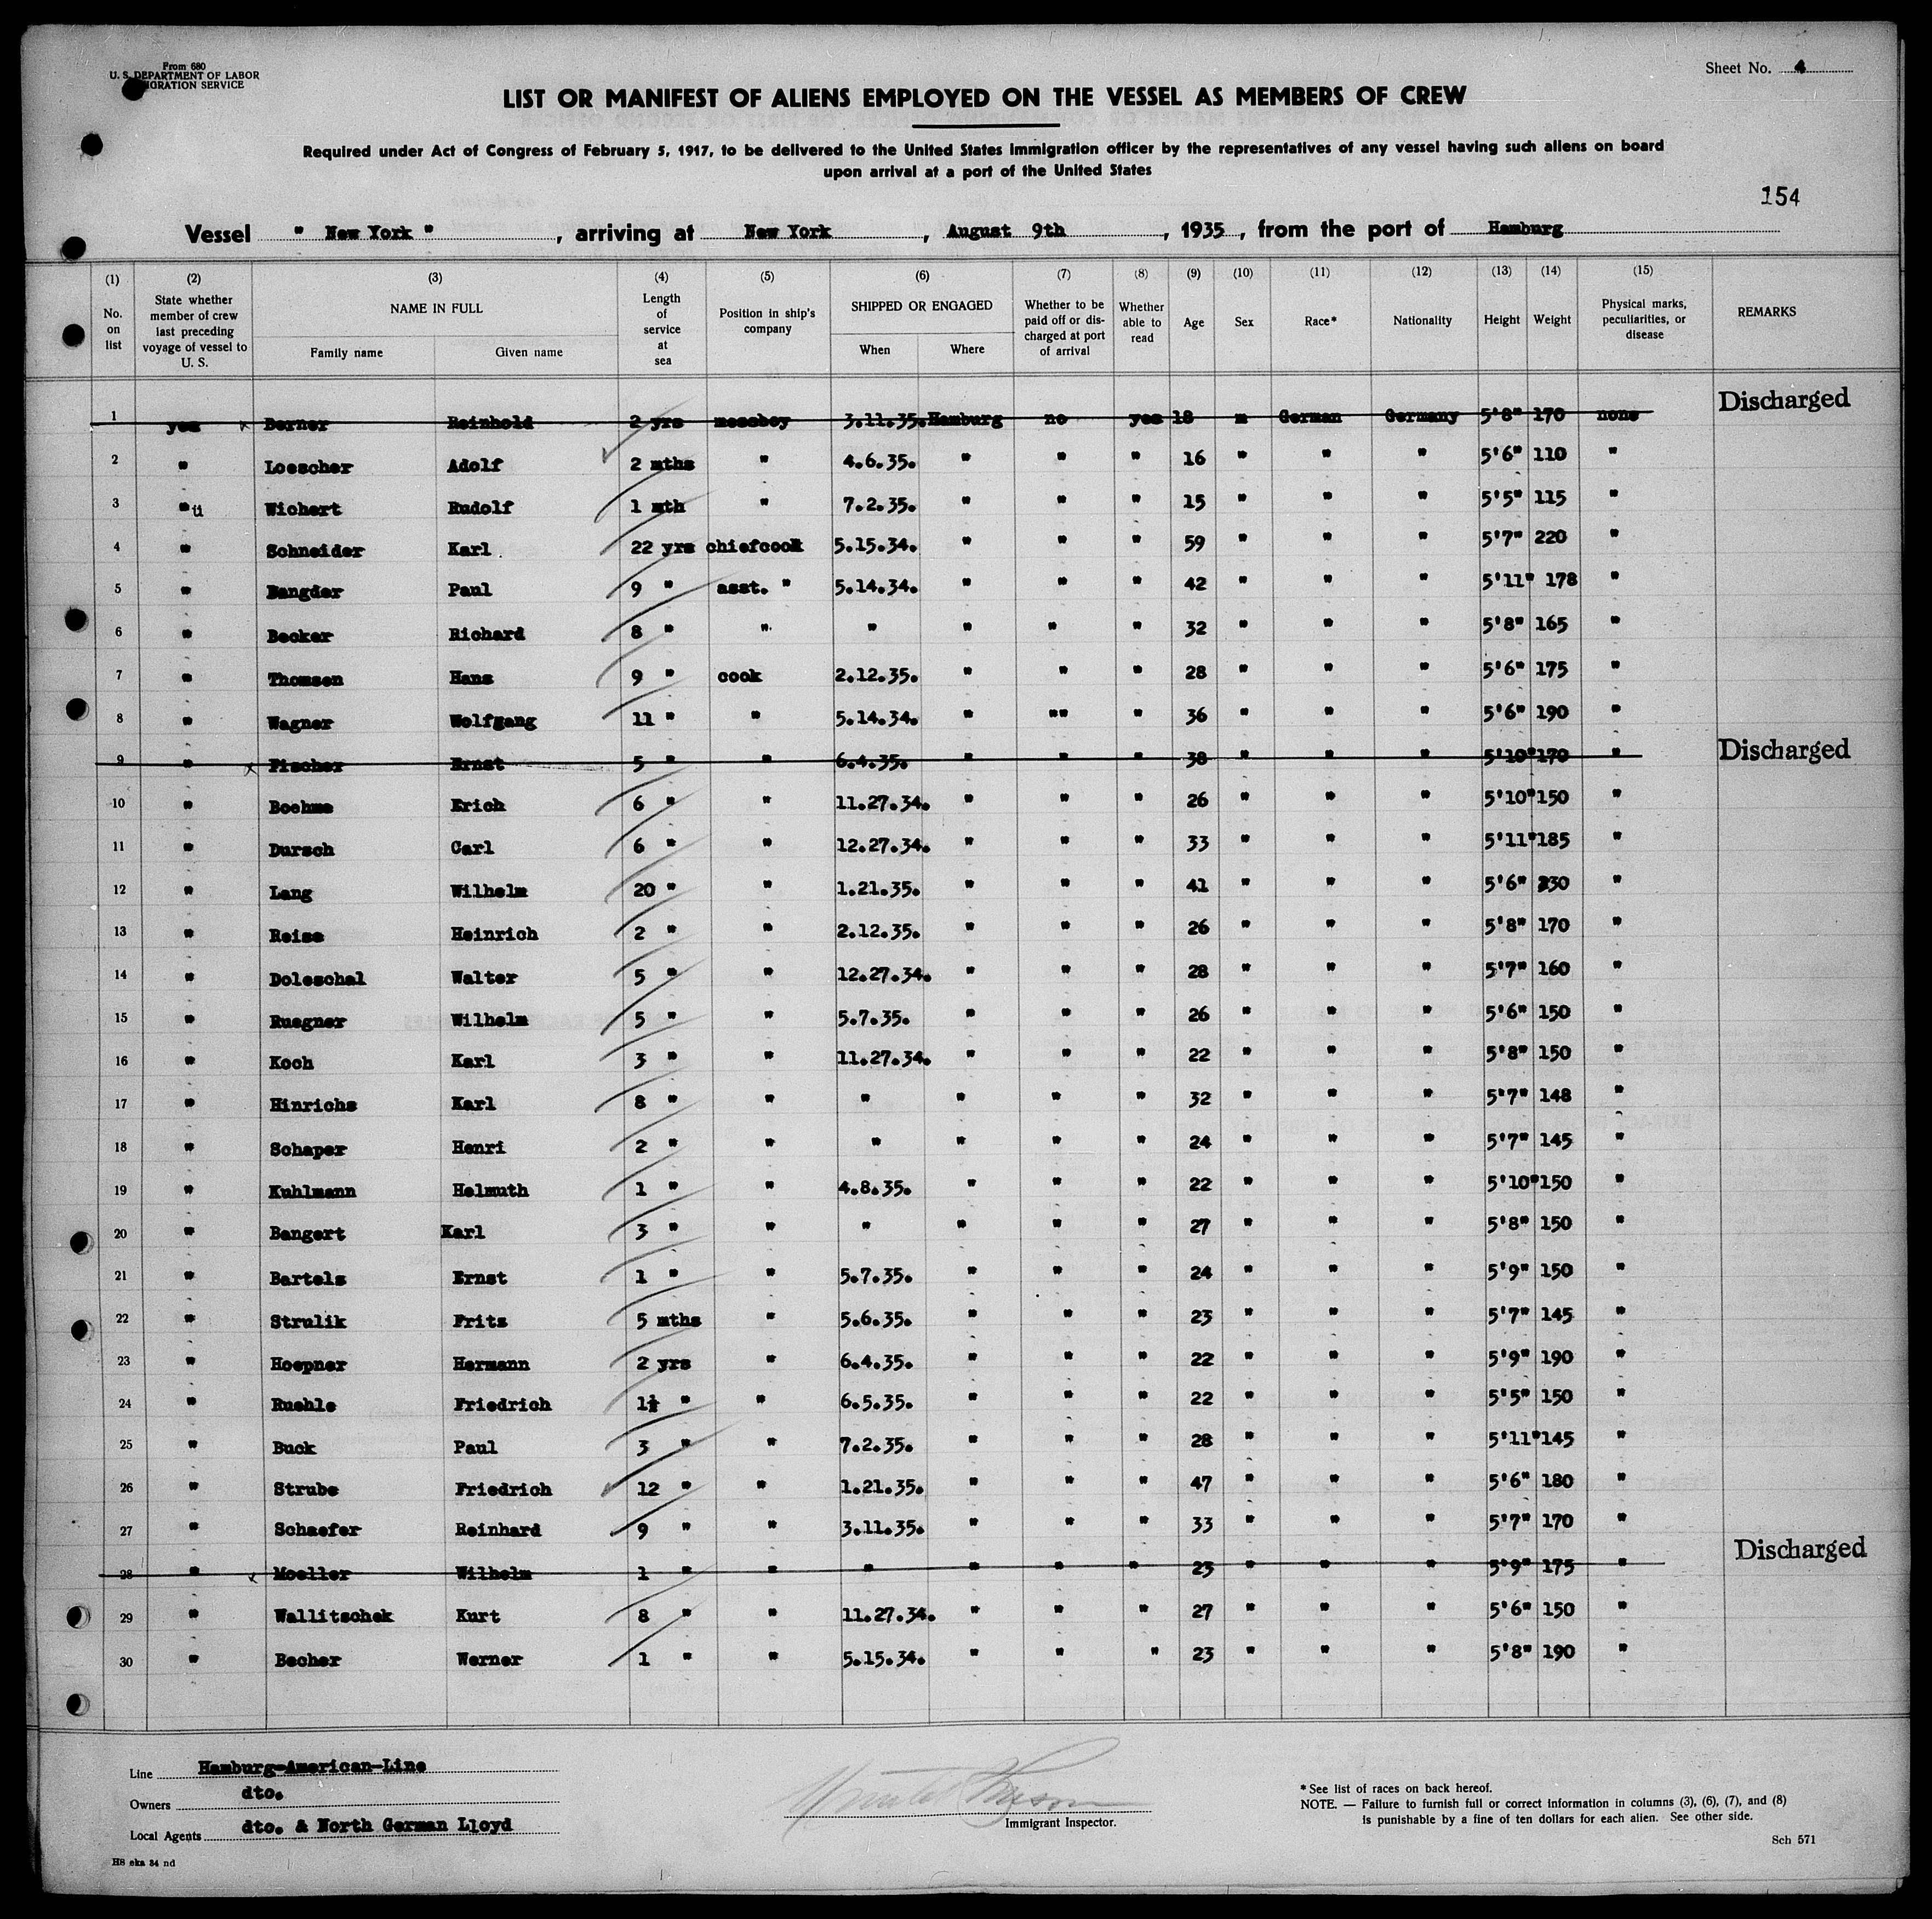 From 680
U. S. DEPARTMENT OF LABOR
IGRATION SERVICE
Sheet No. 4
LIST OR MANIFEST OF ALIENS EMPLOYED ON THE VESSEL AS MEMBERS OF CREW
Required under Act of Congress of February 5, 1917, to be delivered to the United States Immigration officer by the representatives of any vessel having such aliens on board
upon arrival at a port of the United States
154
Vessel " New York " , arriving at New York , August 9th , 1935 , from the port of Hamburg
(1) (2) (3) (4) (5) (6) (7) (8) (9) (10) (11) (12) (13) (14) (15)
No. on list State whether member of crew last preceding voyage of vessel to U. S. NAME IN FULL Family name Given name Length of service at sea Position in ship's company SHIPPED OR ENGAGED When Where Whether to be paid off or discharged at port of arrival Whether able to read Age Sex Race* Nationality Height Weight Physical marks, peculiarities, or disease REMARKS
1 yes x Berner Reinhold 2 yrs messboy 3.11.35. Hamburg no yes 18 m German Germany 5'8" 170 none Discharged
2 " Loescher Adolf 2 mths " 4.6.35. " " " 16 " " " 5'6" 110 "
3 "ü Wichert Rudolf 1 mth " 7.2.35. " " " 15 " " " 5'5" 115 "
4 " Schneider Karl 22 yrs chiefcook 5.15.34. " " " 59 " " " 5'7" 220 "
5 " Bangder Paul 9 " asst. " 5.14.34. " " " 42 " " " 5'11" 178 "
6 " Becker Richard 8 " " " " " " 32 " " " 5'8" 165 "
7 " Thomsen Hans 9 " cook 2.12.35. " " " 28 " " " 5'6" 175 "
8 " Wagner Wolfgang 11 " " 5.14.34. " "" " 36 " " " 5'6" 190 "
9 " x Fischer Ernst 5 " " 6.4.35. " " " 38 " " " 5'10" 170 " Discharged
10 " Boehme Erich 6 " " 11.27.34. " " " 26 " " " 5'10" 150 "
11 " Dursch Carl 6 " " 12.27.34. " " " 33 " " " 5'11" 185 "
12 " Lang Wilhelm 20 " " 1.21.35. " " " 41 " " " 5'6" 230 "
13 " Reise Heinrich 2 " " 2.12.35. " " " 26 " " " 5'8" 170 "
14 " Doleschal Walter 5 " " 12.27.34. " " " 28 " " " 5'7" 160 "
15 " Ruegner Wilhelm 5 " " 5.7.35. " " " 26 " " " 5'6" 150 "
16 " Koch Karl 3 " " 11.27.34. " " " 22 " " " 5'8" 150 "
17 " Hinrichs Karl 8 " " " " " " 32 " " " 5'7" 148 "
18 " Schaper Henri 2 " " " " " " 24 " " " 5'7" 145 "
19 " Kuhlmann Helmuth 1 " " 4.8.35. " " " 22 " " " 5'10" 150 "
20 " Bangert Karl 3 " " " " " " 27 " " " 5'8" 150 "
21 " Bartels Ernst 1 " " 5.7.35. " " " 24 " " " 5'9" 150 "
22 " Strulik Fritz 5 mths " 5.6.35. " " " 23 " " " 5'7" 145 "
23 " Hoepner Hermann 2 yrs " 6.4.35. " " " 22 " " " 5'9" 190 "
24 " Ruehle Friedrich 1½ " " 6.5.35. " " " 22 " " " 5'5" 150 "
25 " Buck Paul 3 " " 7.2.35. " " " 28 " " " 5'11" 145 "
26 " Strube Friedrich 12 " " 1.21.35. " " " 47 " " " 5'6" 180 "
27 " Schaefer Reinhard 9 " " 3.11.35. " " " 33 " " " 5'7" 170 "
28 " x Moeller Wilhelm 1 " " " " " " 23 " " " 5'9" 175 " Discharged
29 " Wallitschek Kurt 8 " " 11.27.34. " " " 27 " " " 5'6" 150 "
30 " Becher Werner 1 " " 5.15.34. " " " 23 " " " 5'8" 190 "
Line Hamburg-American-Line
Owners dto.
Local Agents dto. & North German Lloyd
HS eka 34 nd
Immigrant Inspector.
* See list of races on back hereof.
NOTE. — Failure to furnish full or correct information in columns (3), (6), (7), and (8)
is punishable by a fine of ten dollars for each alien. See other side.
Sch 571